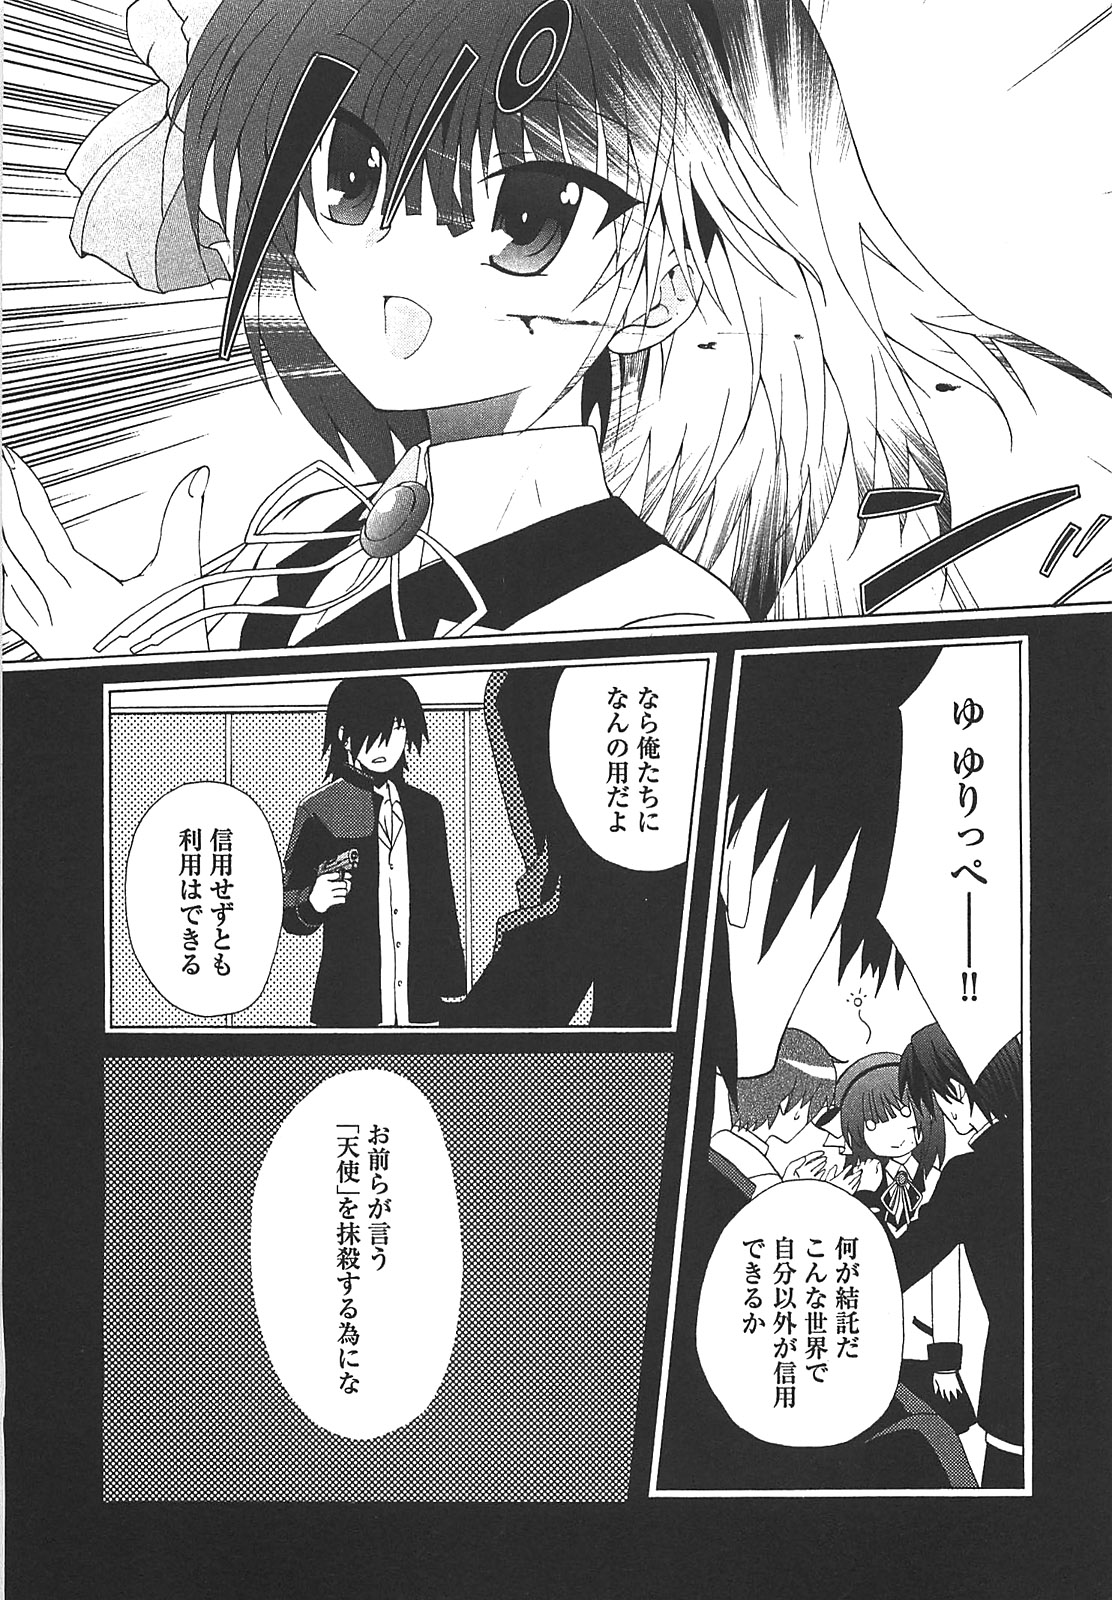 ゆ ゆりっぺ――!!
何が結託だ
こんな世界で
自分以外が信用
できるか
なら俺たちに
なんの用だよ
信用せずとも
利用はできる
お前らが言う
「天使」を抹殺する為にな